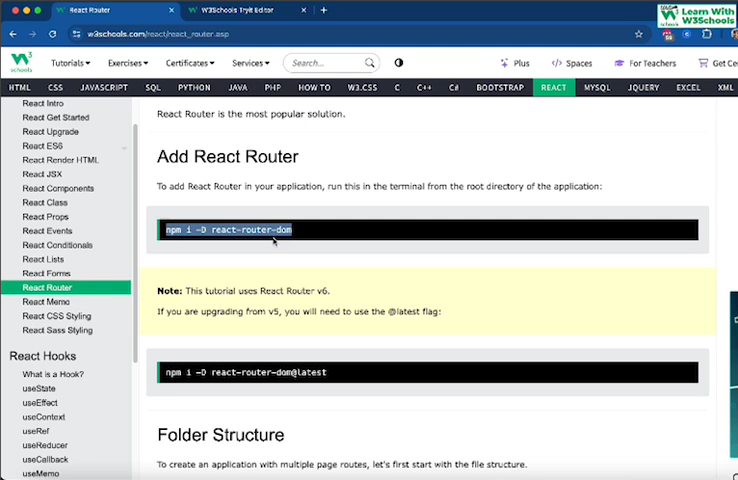 React Router
W3Schools Tryit Editor
Learn With
W3Schools
w3schools.com/react/react_router.asp
W3
schools
Tutorials
Exercises
Certificates
Services
Search...
Plus
Spaces
For Teachers
Get Cer
HTML CSS JAVASCRIPT SQL PYTHON JAVA PHP HOW TO W3.CSS C C++ C# BOOTSTRAP REACT MYSQL JQUERY EXCEL XML
React Intro
React Get Started
React Upgrade
React ES6
React Render HTML
React JSX
React Components
React Class
React Props
React Events
React Conditionals
React Lists
React Forms
React Router
React Memo
React CSS Styling
React Sass Styling
React Hooks
What is a Hook?
useState
useEffect
useContext
useRef
useReducer
useCallback
useMemo
React Router is the most popular solution.
Add React Router
To add React Router in your application, run this in the terminal from the root directory of the application:
npm i -D react-router-dom
Note: This tutorial uses React Router v6.
If you are upgrading from v5, you will need to use the @latest flag:
npm i -D react-router-dom@latest
Folder Structure
To create an application with multiple page routes, let's first start with the file structure.